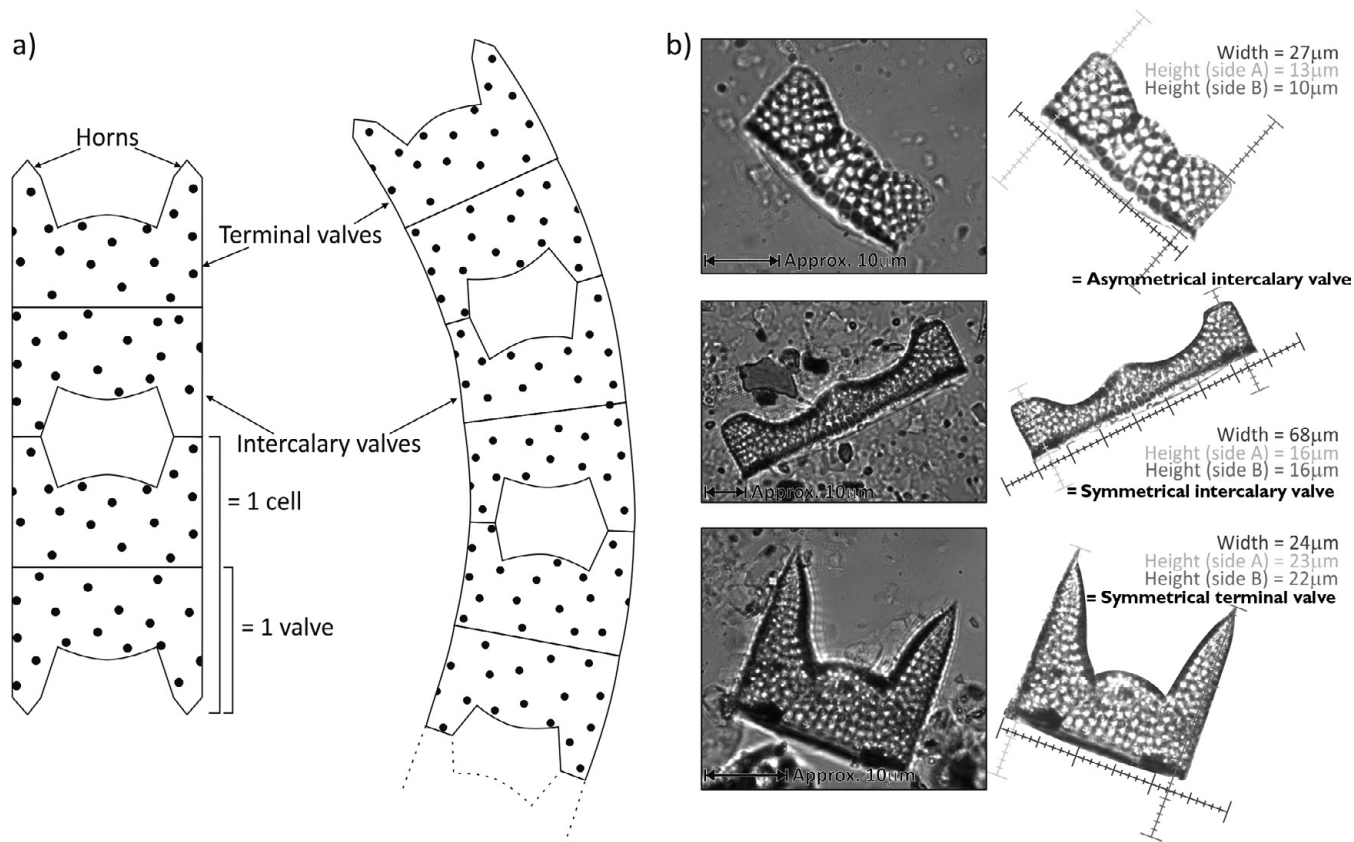 a)
Horns
Terminal valves
Intercalary valves
= 1 cell
= 1 valve
b)
Approx. 10μm
Width = 27μm
Height (side A) = 13μm
Height (side B) = 10μm
= Asymmetrical intercalary valve
Approx. 10μm
Width = 68μm
Height (side A) = 16μm
Height (side B) = 16μm
= Symmetrical intercalary valve
Approx. 10μm
Width = 24μm
Height (side A) = 23μm
Height (side B) = 22μm
= Symmetrical terminal valve